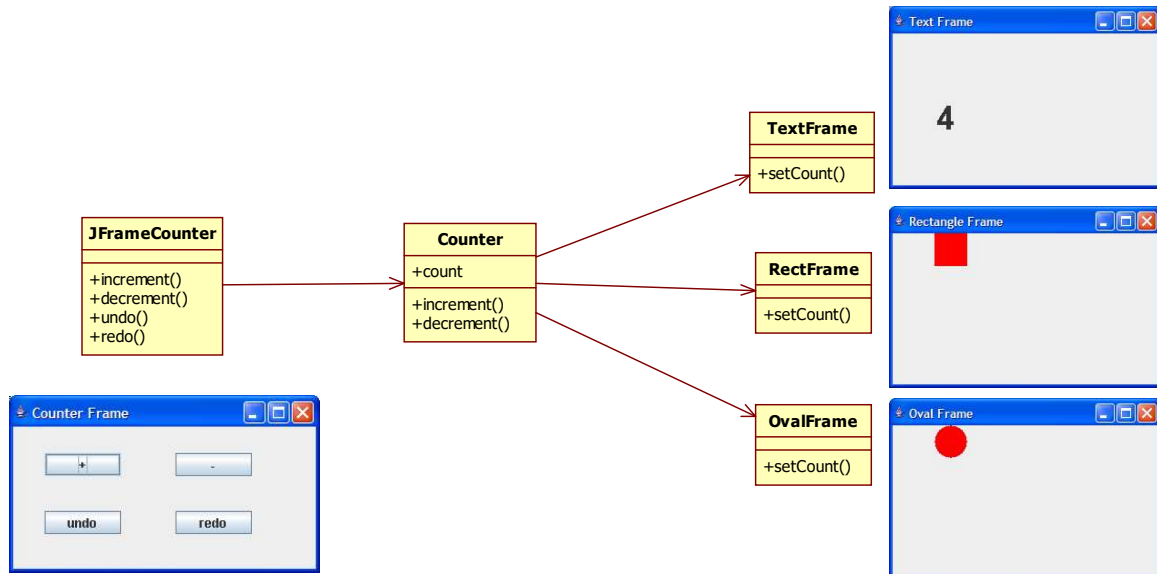 Text Frame
4
TextFrame
+setCount()
JFrameCounter
+increment()
+decrement()
+undo()
+redo()
Counter
+count
+increment()
+decrement()
Rectangle Frame
RectFrame
+setCount()
Counter Frame
+ -
undo redo
OvalFrame
+setCount()
Oval Frame